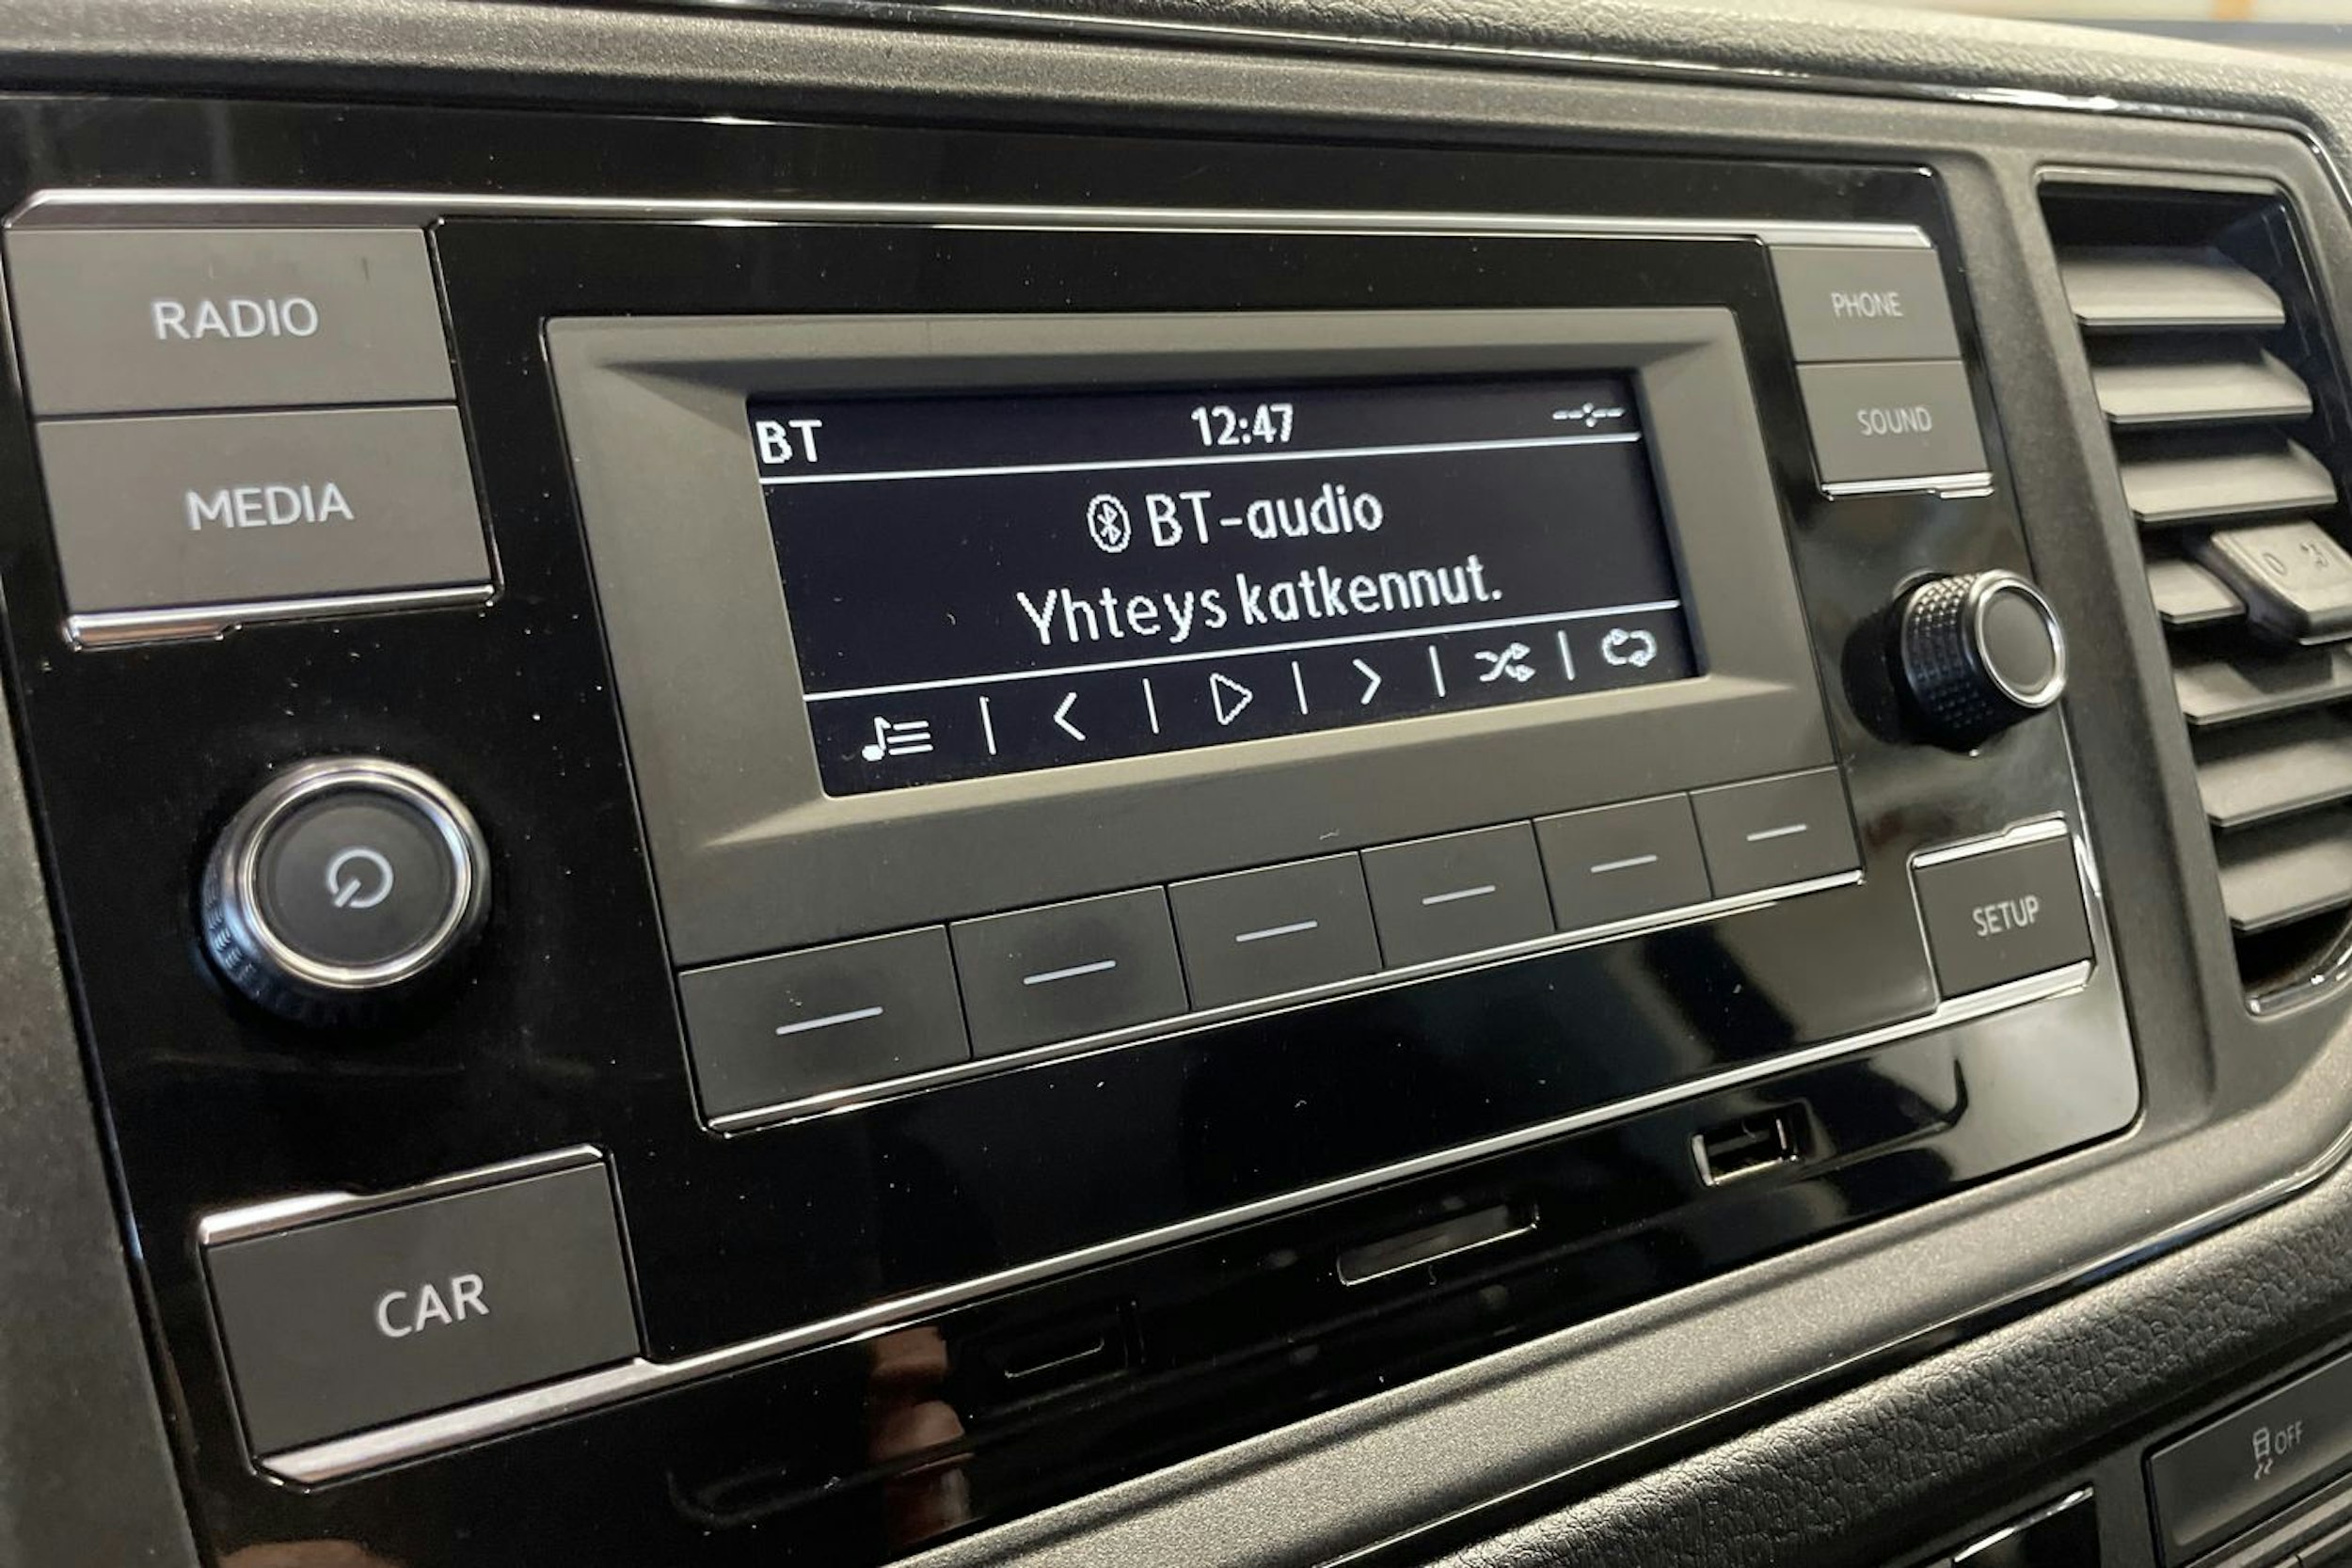 RADIO
MEDIA
PHONE
SOUND
BT 12:47
BT-audio
Yhteys katkennut.
SETUP
CAR
OFF